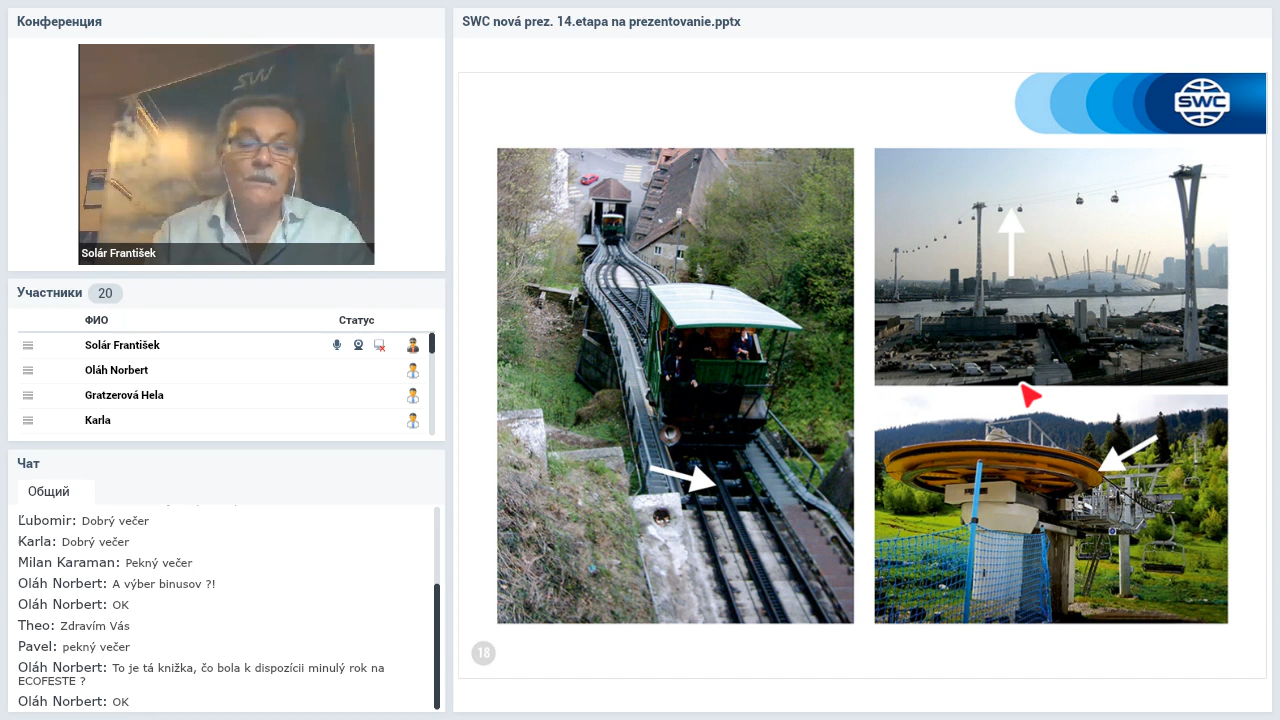 Конференция
Solár František
Участники 20
ФИО Статус
Solár František
Oláh Norbert
Gratzerová Hela
Karla
Чат
Общий
Ľubomir: Dobrý večer
Karla: Dobrý večer
Milan Karaman: Pekný večer
Oláh Norbert: A výber binusov ?!
Oláh Norbert: OK
Theo: Zdravím Vás
Pavel: pekný večer
Oláh Norbert: To je tá knižka, čo bola k dispozícii minulý rok na
ECOFESTE ?
Oláh Norbert: OK
SWC nová prez. 14.etapa na prezentovanie.pptx
SWC
18